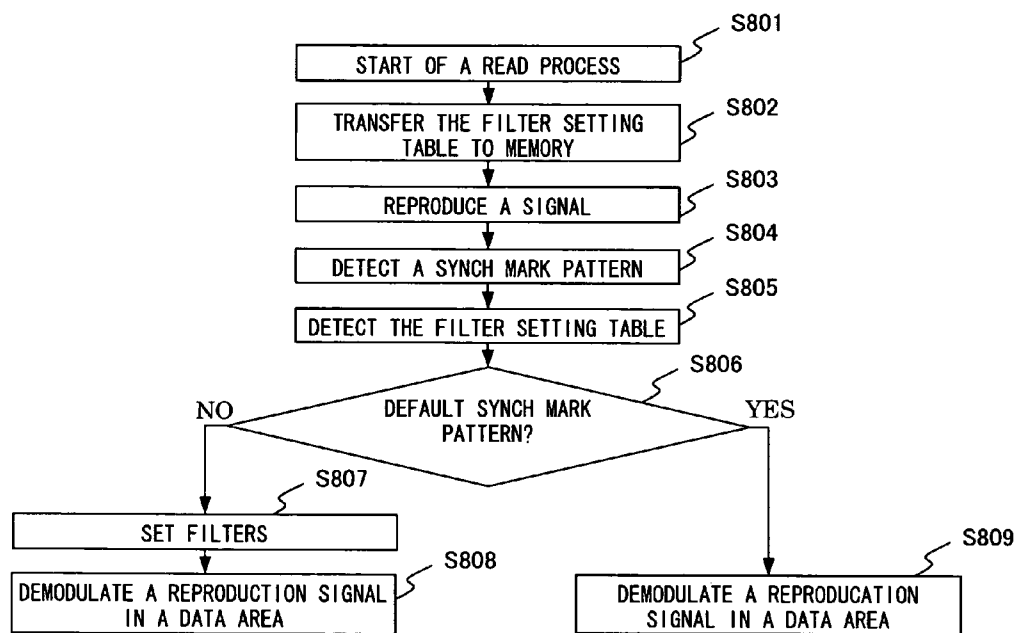 S801
START OF A READ PROCESS
S802
TRANSFER THE FILTER SETTING
TABLE TO MEMORY
S803
REPRODUCE A SIGNAL
S804
DETECT A SYNCH MARK PATTERN
S805
DETECT THE FILTER SETTING TABLE
S806
DEFAULT SYNCH MARK
PATTERN?
NO
YES
S807
SET FILTERS
S808
DEMODULATE A REPRODUCTION SIGNAL
IN A DATA AREA
S809
DEMODULATE A REPRODUCATION
SIGNAL IN A DATA AREA